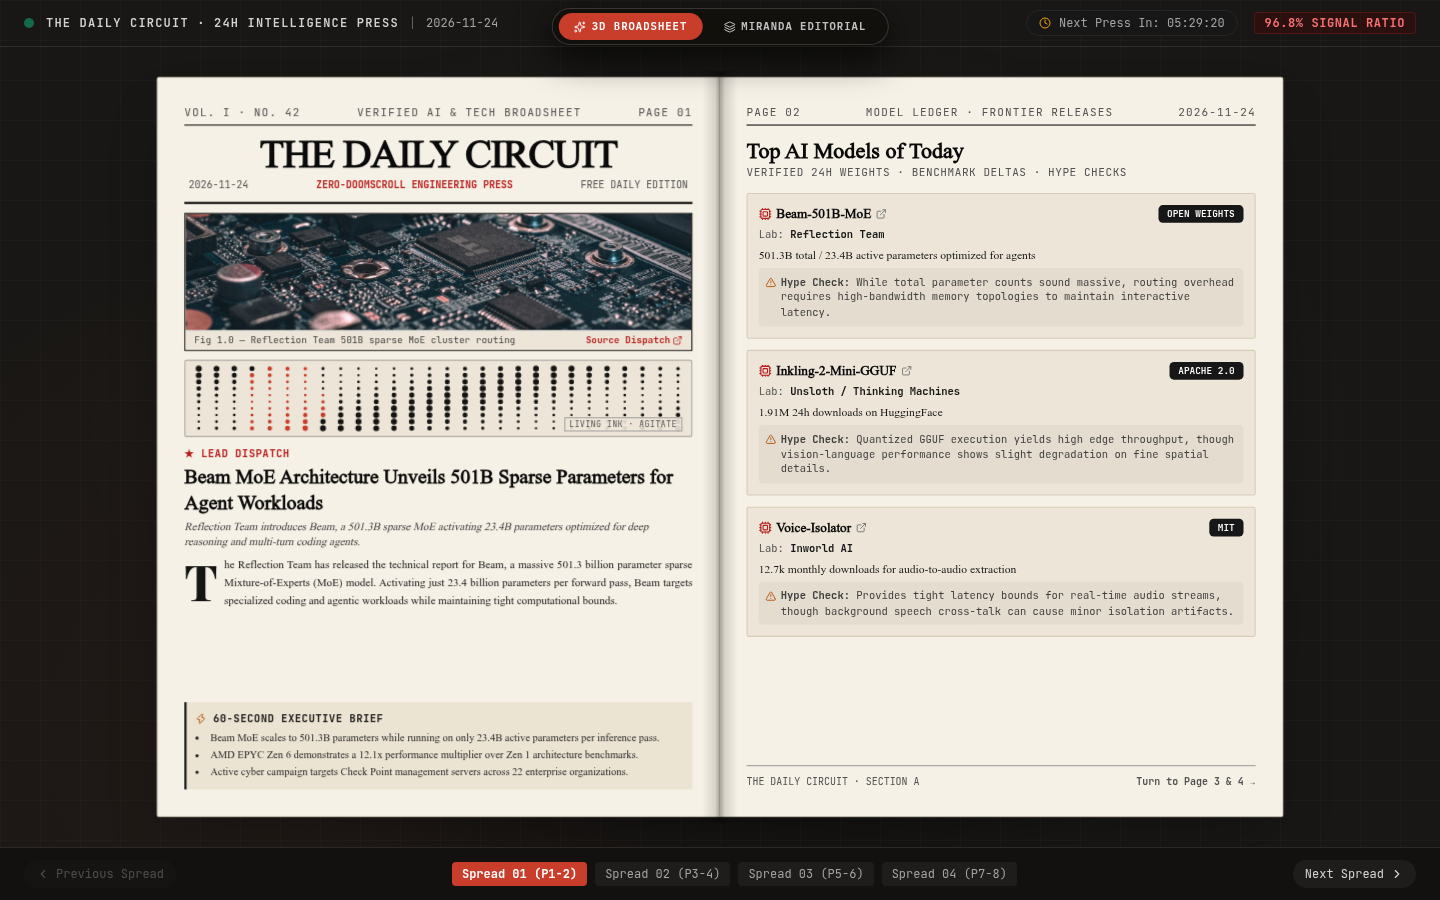 THE DAILY CIRCUIT · 24H INTELLIGENCE PRESS | 2026-11-24
3D BROADSHEET
MIRANDA EDITORIAL
Next Press In: 05:29:20
96.8% SIGNAL RATIO
VOL. I · NO. 42
VERIFIED AI & TECH BROADSHEET
PAGE 01
THE DAILY CIRCUIT
2026-11-24
ZERO-DOOMSCROLL ENGINEERING PRESS
FREE DAILY EDITION
Fig 1.0 — Reflection Team 501B sparse MoE cluster routing
Source Dispatch
LIVING INK · AGITATE
★ LEAD DISPATCH
Beam MoE Architecture Unveils 501B Sparse Parameters for
Agent Workloads
Reflection Team introduces Beam, a 501.3B sparse MoE activating 23.4B parameters optimized for deep
reasoning and multi-turn coding agents.
The Reflection Team has released the technical report for Beam, a massive 501.3 billion parameter sparse
Mixture-of-Experts (MoE) model. Activating just 23.4 billion parameters per forward pass, Beam targets
specialized coding and agentic workloads while maintaining tight computational bounds.
60-SECOND EXECUTIVE BRIEF
• Beam MoE scales to 501.3B parameters while running on only 23.4B active parameters per inference pass.
• AMD EPYC Zen 6 demonstrates a 12.1x performance multiplier over Zen 1 architecture benchmarks.
• Active cyber campaign targets Check Point management servers across 22 enterprise organizations.
PAGE 02
MODEL LEDGER · FRONTIER RELEASES
2026-11-24
Top AI Models of Today
VERIFIED 24H WEIGHTS · BENCHMARK DELTAS · HYPE CHECKS
Beam-501B-MoE
OPEN WEIGHTS
Lab: Reflection Team
501.3B total / 23.4B active parameters optimized for agents
Hype Check: While total parameter counts sound massive, routing overhead
requires high-bandwidth memory topologies to maintain interactive
latency.
Inkling-2-Mini-GGUF
APACHE 2.0
Lab: Unsloth / Thinking Machines
1.91M 24h downloads on HuggingFace
Hype Check: Quantized GGUF execution yields high edge throughput, though
vision-language performance shows slight degradation on fine spatial
details.
Voice-Isolator
MIT
Lab: Inworld AI
12.7k monthly downloads for audio-to-audio extraction
Hype Check: Provides tight latency bounds for real-time audio streams,
though background speech cross-talk can cause minor isolation artifacts.
THE DAILY CIRCUIT · SECTION A
Turn to Page 3 & 4 →
Previous Spread
Spread 01 (P1-2)
Spread 02 (P3-4)
Spread 03 (P5-6)
Spread 04 (P7-8)
Next Spread